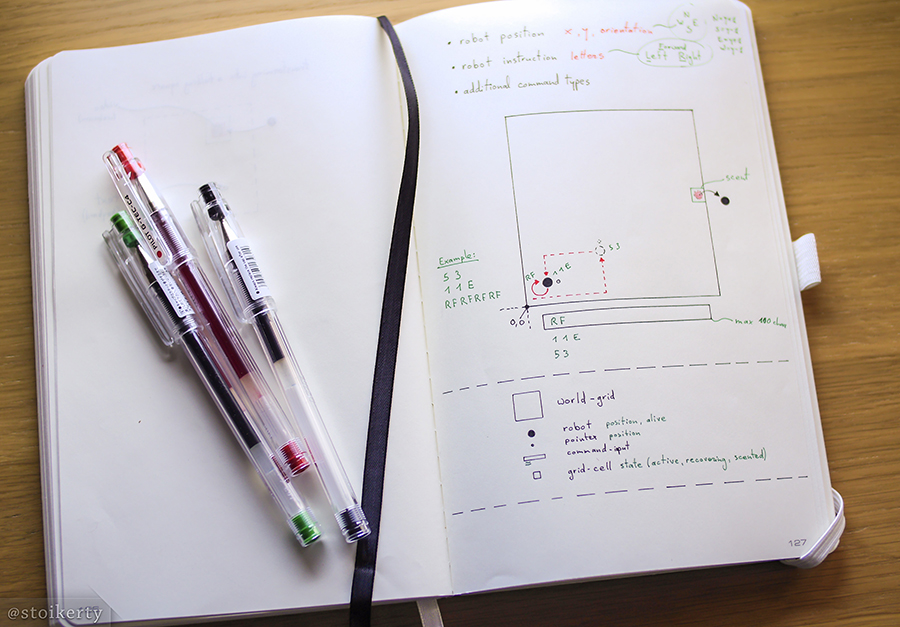 • robot position x, y, orientation
N
W E
S
• robot instruction letters
Forward
Left Right
• additional command types
scent
5 3
1 1 E
RF
0
Example:
5 3
1 1 E
RFRFRFRF
0,0
RF
max 100 char
1 1 E
5 3
world-grid
robot position, alive
pointer position
command-input
grid-cell state (active, recovering, scented)
127
PILOT G-TEC-C4
@stoikerty